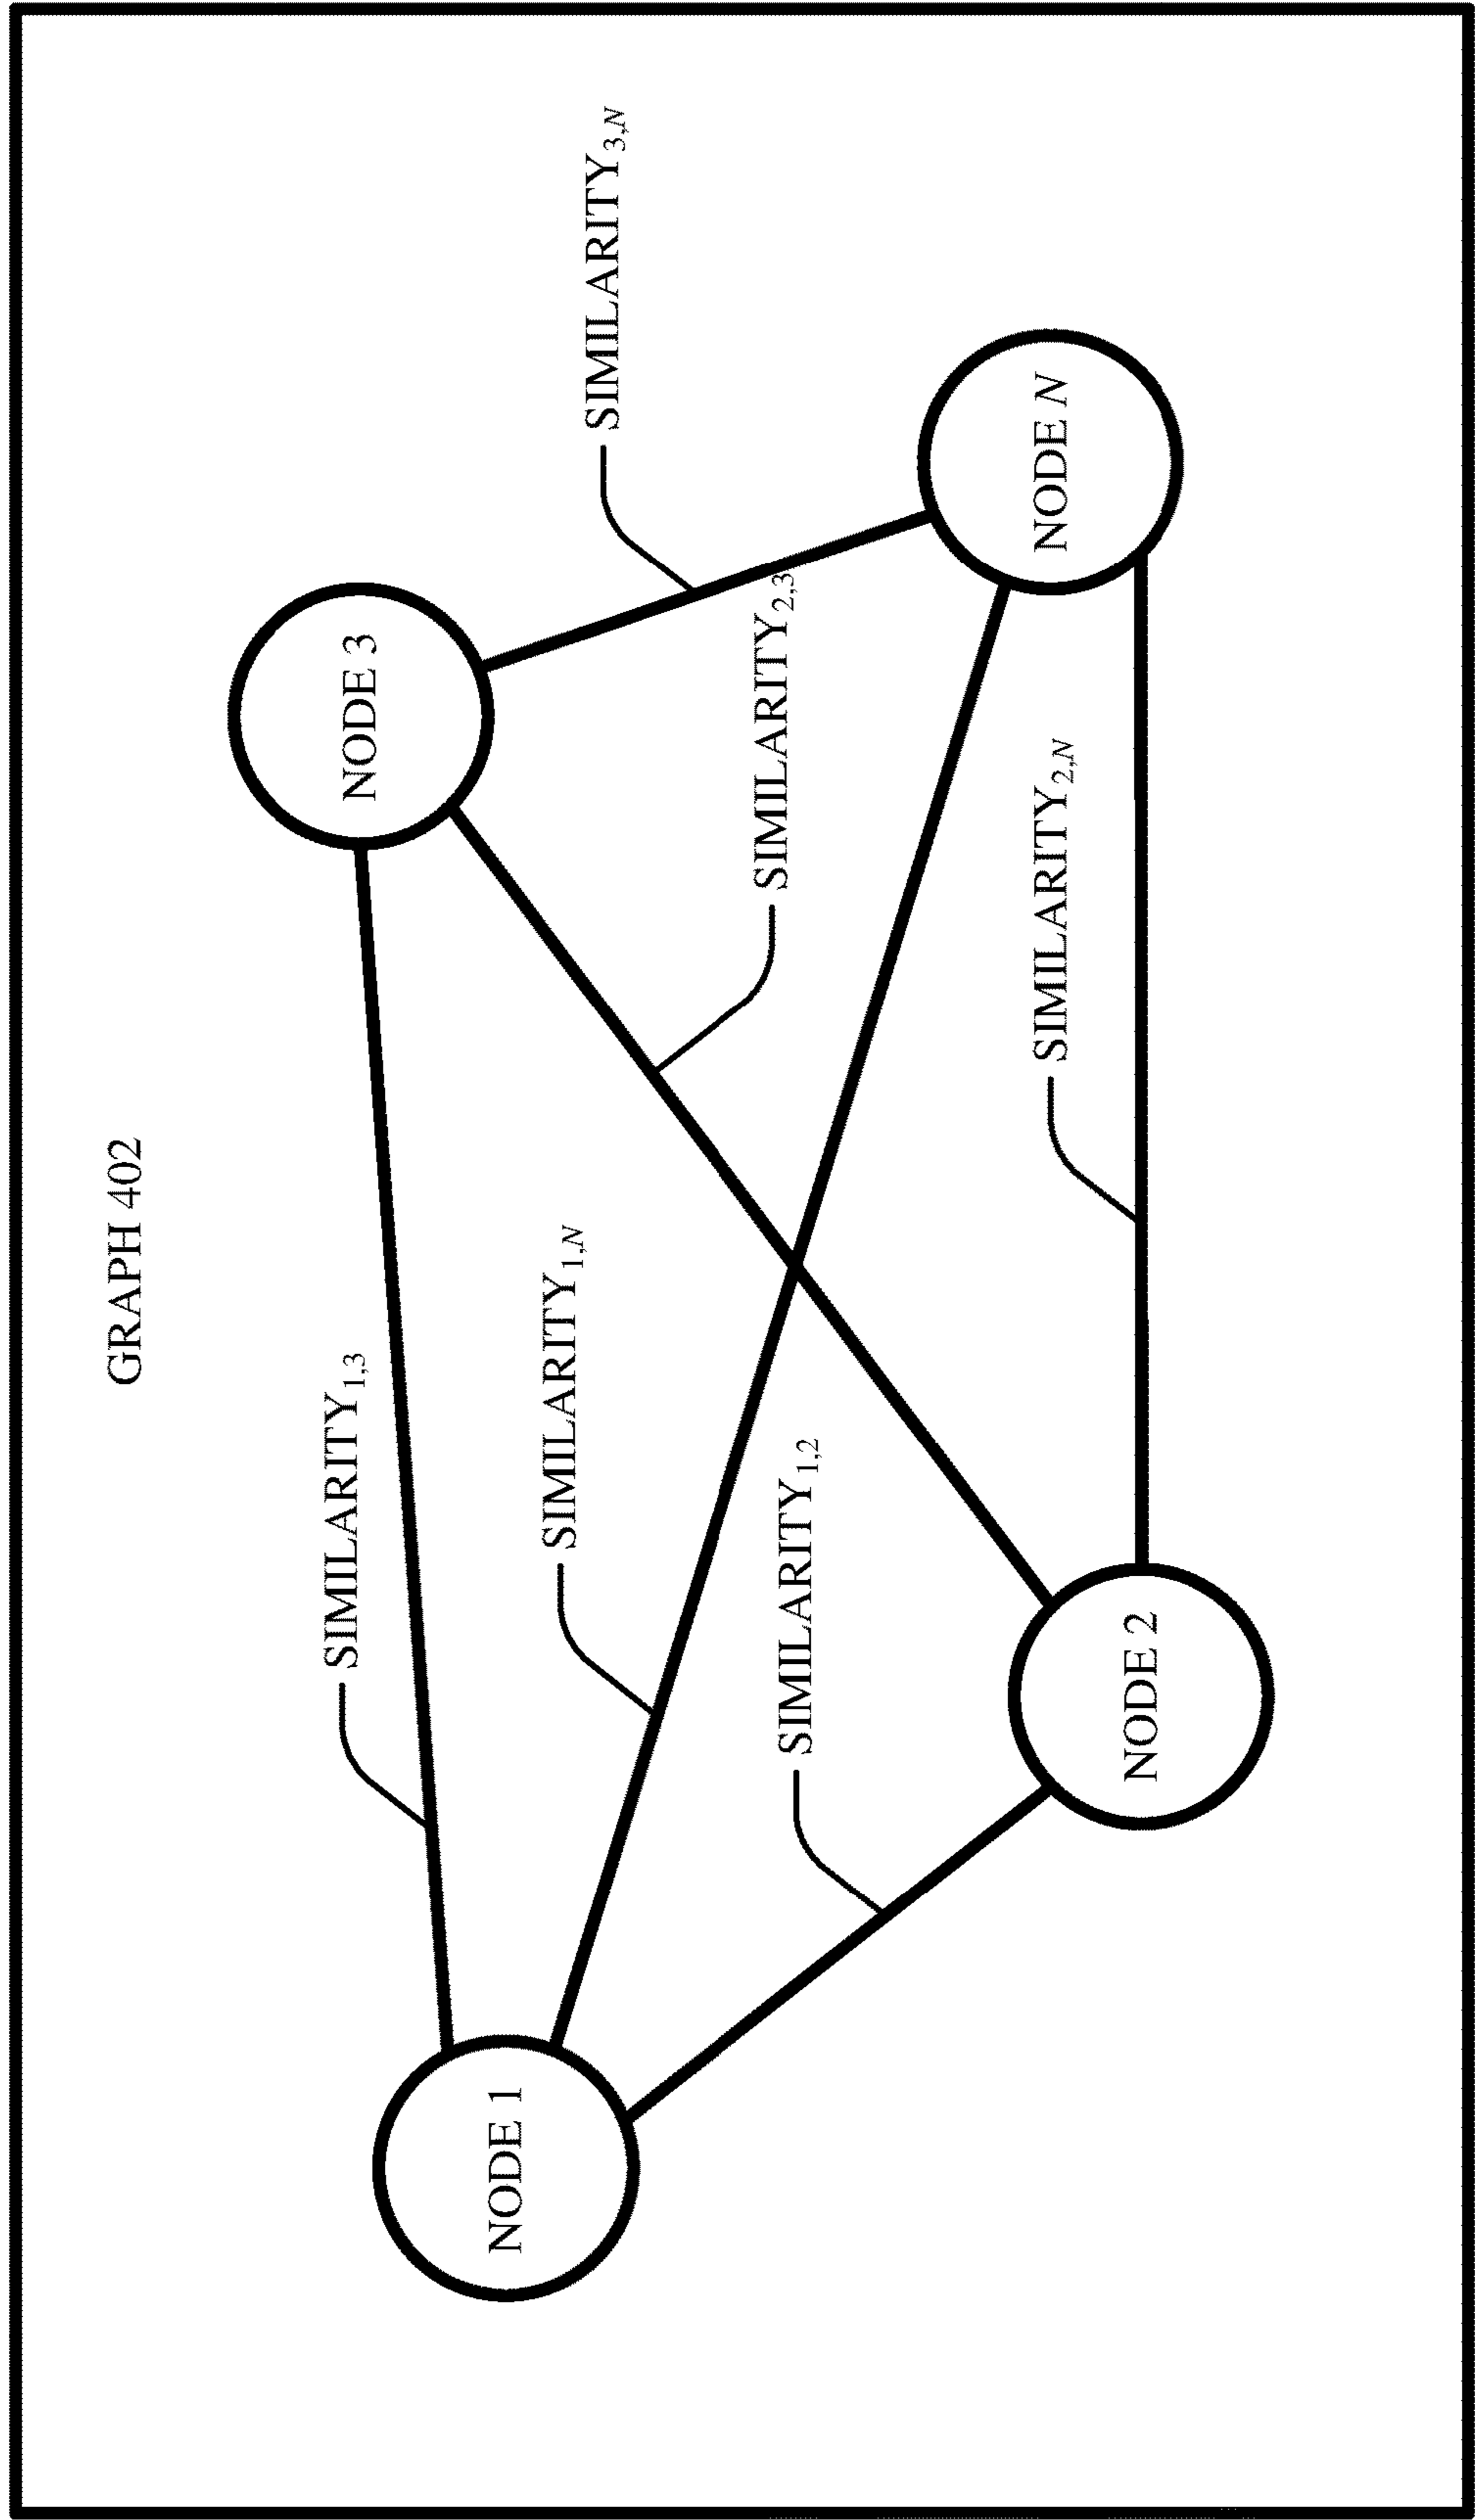 GRAPH 402
SIMILARITY1,3
NODE 3
SIMILARITY1,N
SIMILARITY3,N
NODE 1
SIMILARITY2,3
SIMILARITY1,2
SIMILARITY2,N
NODE N
NODE 2